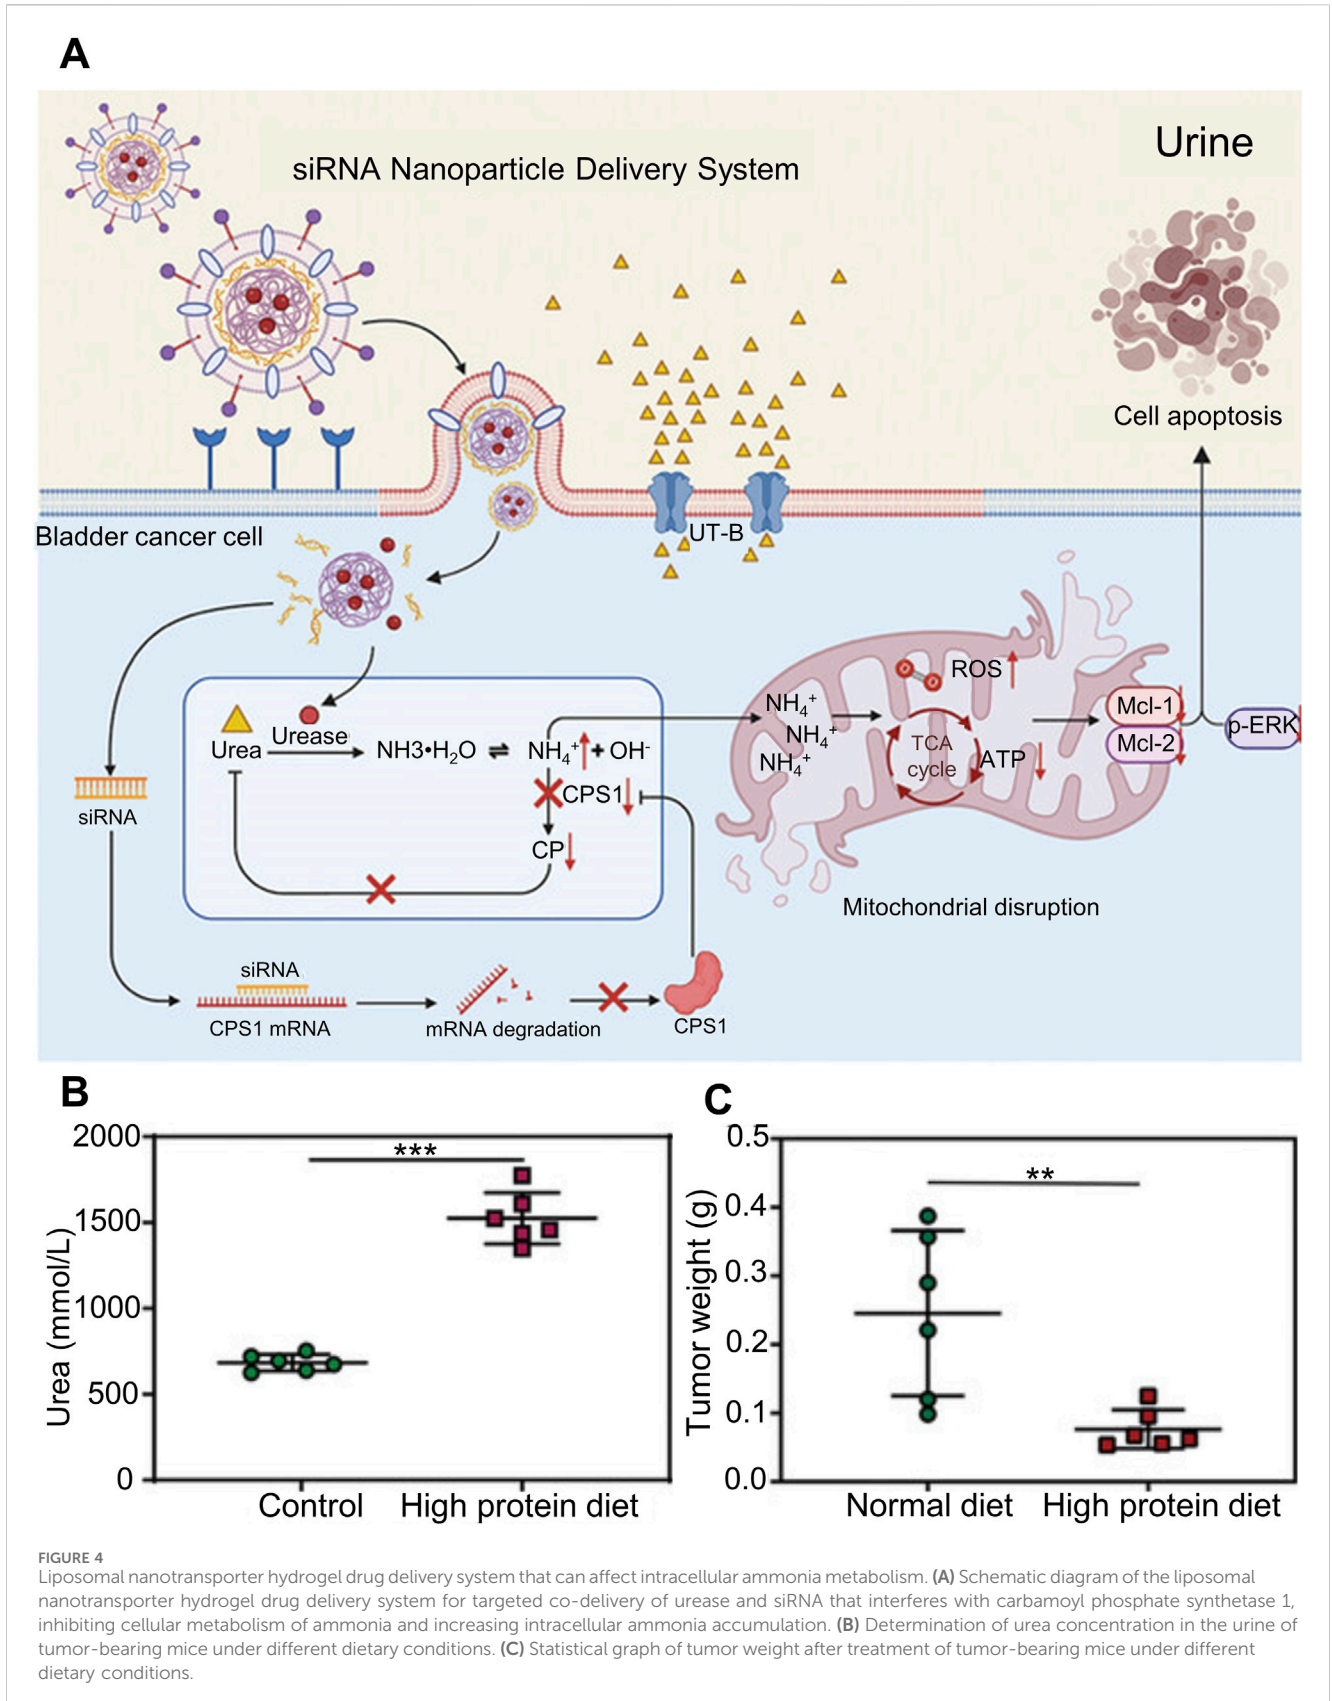 A
siRNA Nanoparticle Delivery System
Urine
Cell apoptosis
UT-B
Bladder cancer cell
ROS
NH₄⁺
NH₄⁺
NH₄⁺
TCA
cycle
ATP
Mcl-1
Mcl-2
p-ERK
Urea
Urease
NH3•H₂O ⇌ NH₄⁺ + OH⁻
CPS1
CP
siRNA
Mitochondrial disruption
siRNA
CPS1 mRNA
mRNA degradation
CPS1
B
Urea (mmol/L)
2000
1500
1000
500
0
***
Control
High protein diet
C
Tumor weight (g)
0.5
0.4
0.3
0.2
0.1
0.0
**
Normal diet
High protein diet
FIGURE 4
Liposomal nanotransporter hydrogel drug delivery system that can affect intracellular ammonia metabolism. (A) Schematic diagram of the liposomal
nanotransporter hydrogel drug delivery system for targeted co-delivery of urease and siRNA that interferes with carbamoyl phosphate synthetase 1,
inhibiting cellular metabolism of ammonia and increasing intracellular ammonia accumulation. (B) Determination of urea concentration in the urine of
tumor-bearing mice under different dietary conditions. (C) Statistical graph of tumor weight after treatment of tumor-bearing mice under different
dietary conditions.